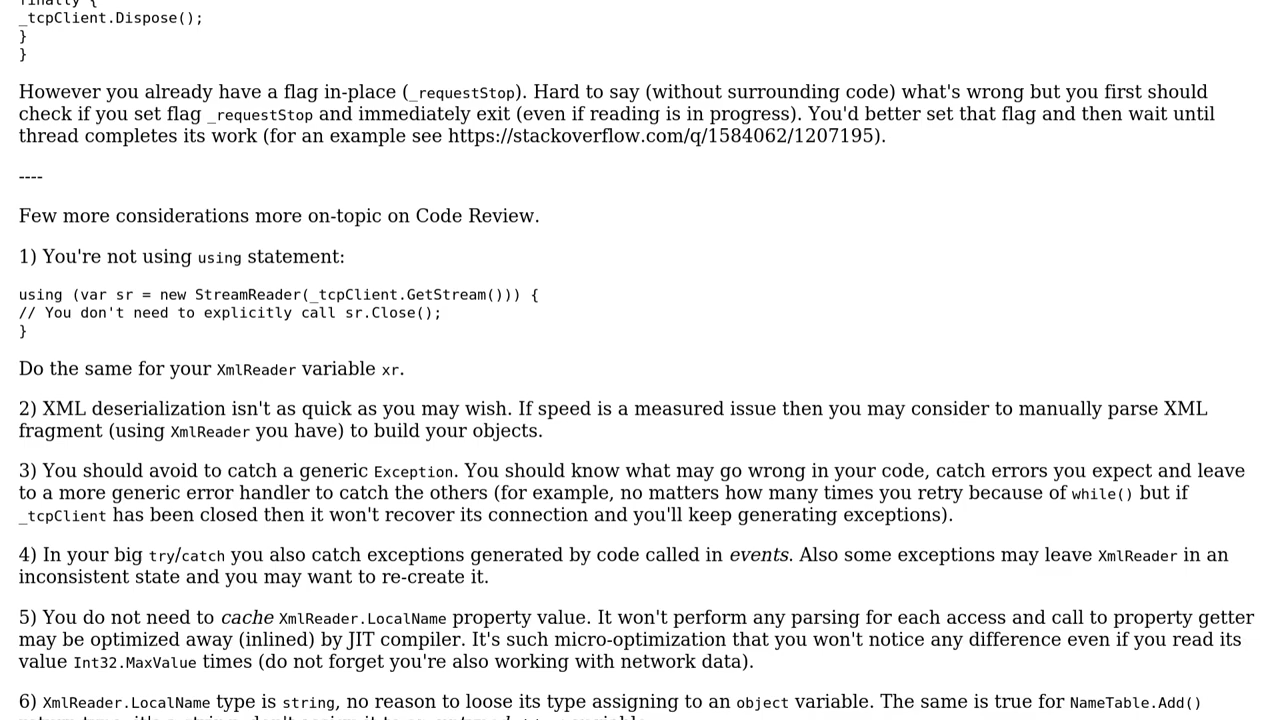 finally {
_tcpClient.Dispose();
}
}
However you already have a flag in-place (_requestStop). Hard to say (without surrounding code) what's wrong but you first should
check if you set flag _requestStop and immediately exit (even if reading is in progress). You'd better set that flag and then wait until
thread completes its work (for an example see https://stackoverflow.com/q/1584062/1207195).
----
Few more considerations more on-topic on Code Review.
1) You're not using using statement:
using (var sr = new StreamReader(_tcpClient.GetStream())) {
// You don't need to explicitly call sr.Close();
}
Do the same for your XmlReader variable xr.
2) XML deserialization isn't as quick as you may wish. If speed is a measured issue then you may consider to manually parse XML
fragment (using XmlReader you have) to build your objects.
3) You should avoid to catch a generic Exception. You should know what may go wrong in your code, catch errors you expect and leave
to a more generic error handler to catch the others (for example, no matters how many times you retry because of while() but if
_tcpClient has been closed then it won't recover its connection and you'll keep generating exceptions).
4) In your big try/catch you also catch exceptions generated by code called in events. Also some exceptions may leave XmlReader in an
inconsistent state and you may want to re-create it.
5) You do not need to cache XmlReader.LocalName property value. It won't perform any parsing for each access and call to property getter
may be optimized away (inlined) by JIT compiler. It's such micro-optimization that you won't notice any difference even if you read its
value Int32.MaxValue times (do not forget you're also working with network data).
6) XmlReader.LocalName type is string, no reason to loose its type assigning to an object variable. The same is true for NameTable.Add()